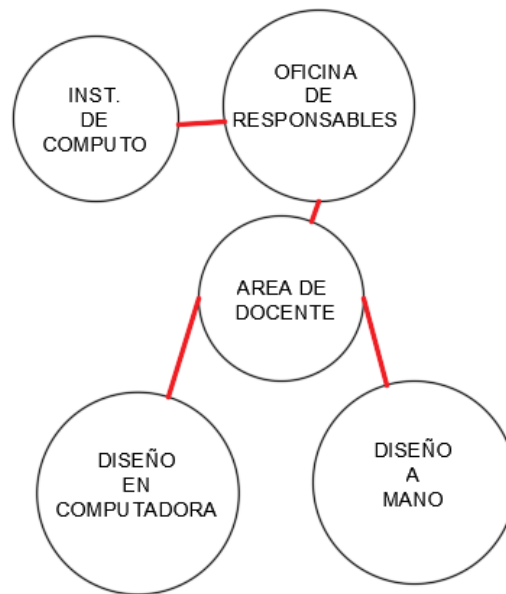 INST.
DE
COMPUTO
OFICINA
DE
RESPONSABLES
AREA DE
DOCENTE
DISEÑO
EN
COMPUTADORA
DISEÑO
A
MANO